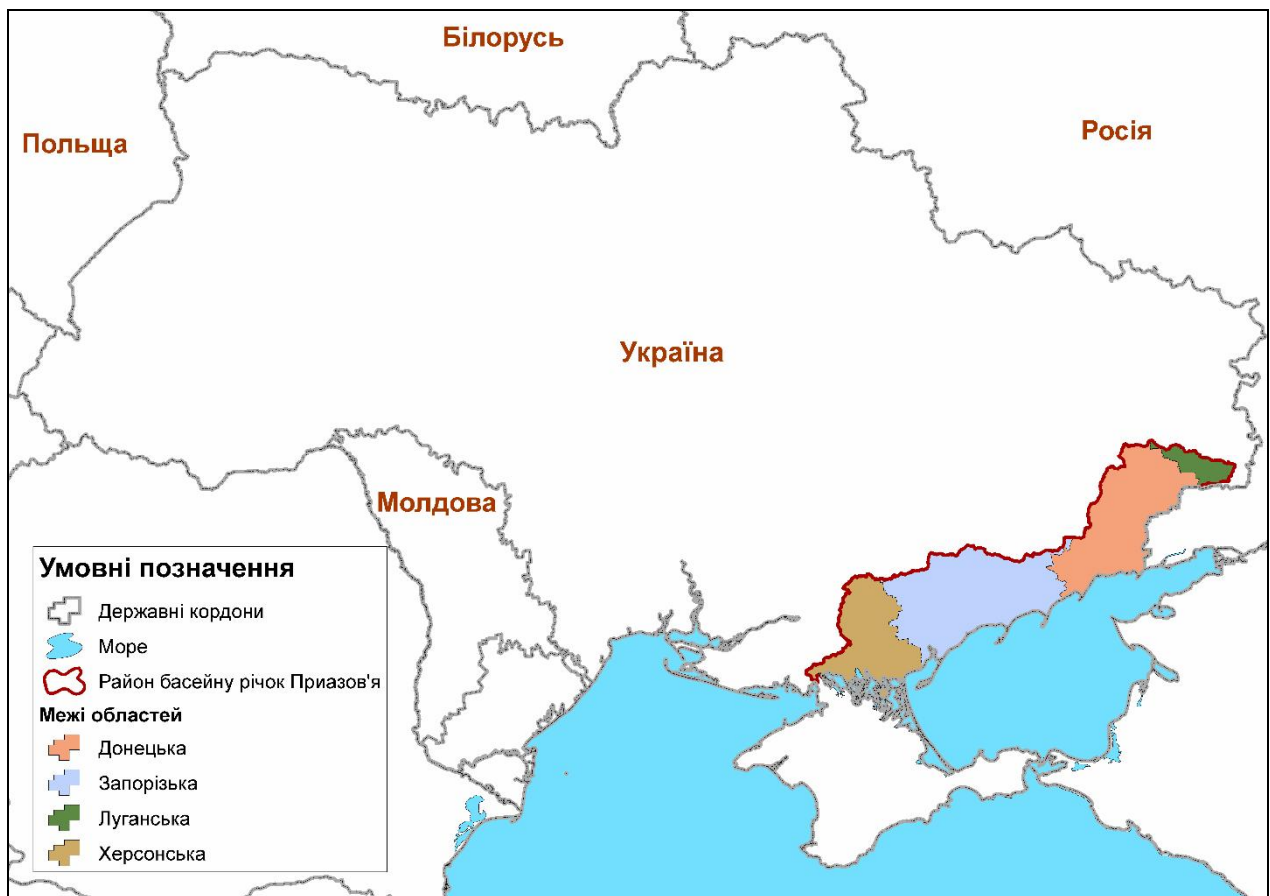 Білорусь
Польща
Росія
Україна
Молдова
Умовні позначення
Державні кордони
Море
Район басейну річок Приазов'я
Межі областей
Донецька
Запорізька
Луганська
Херсонська